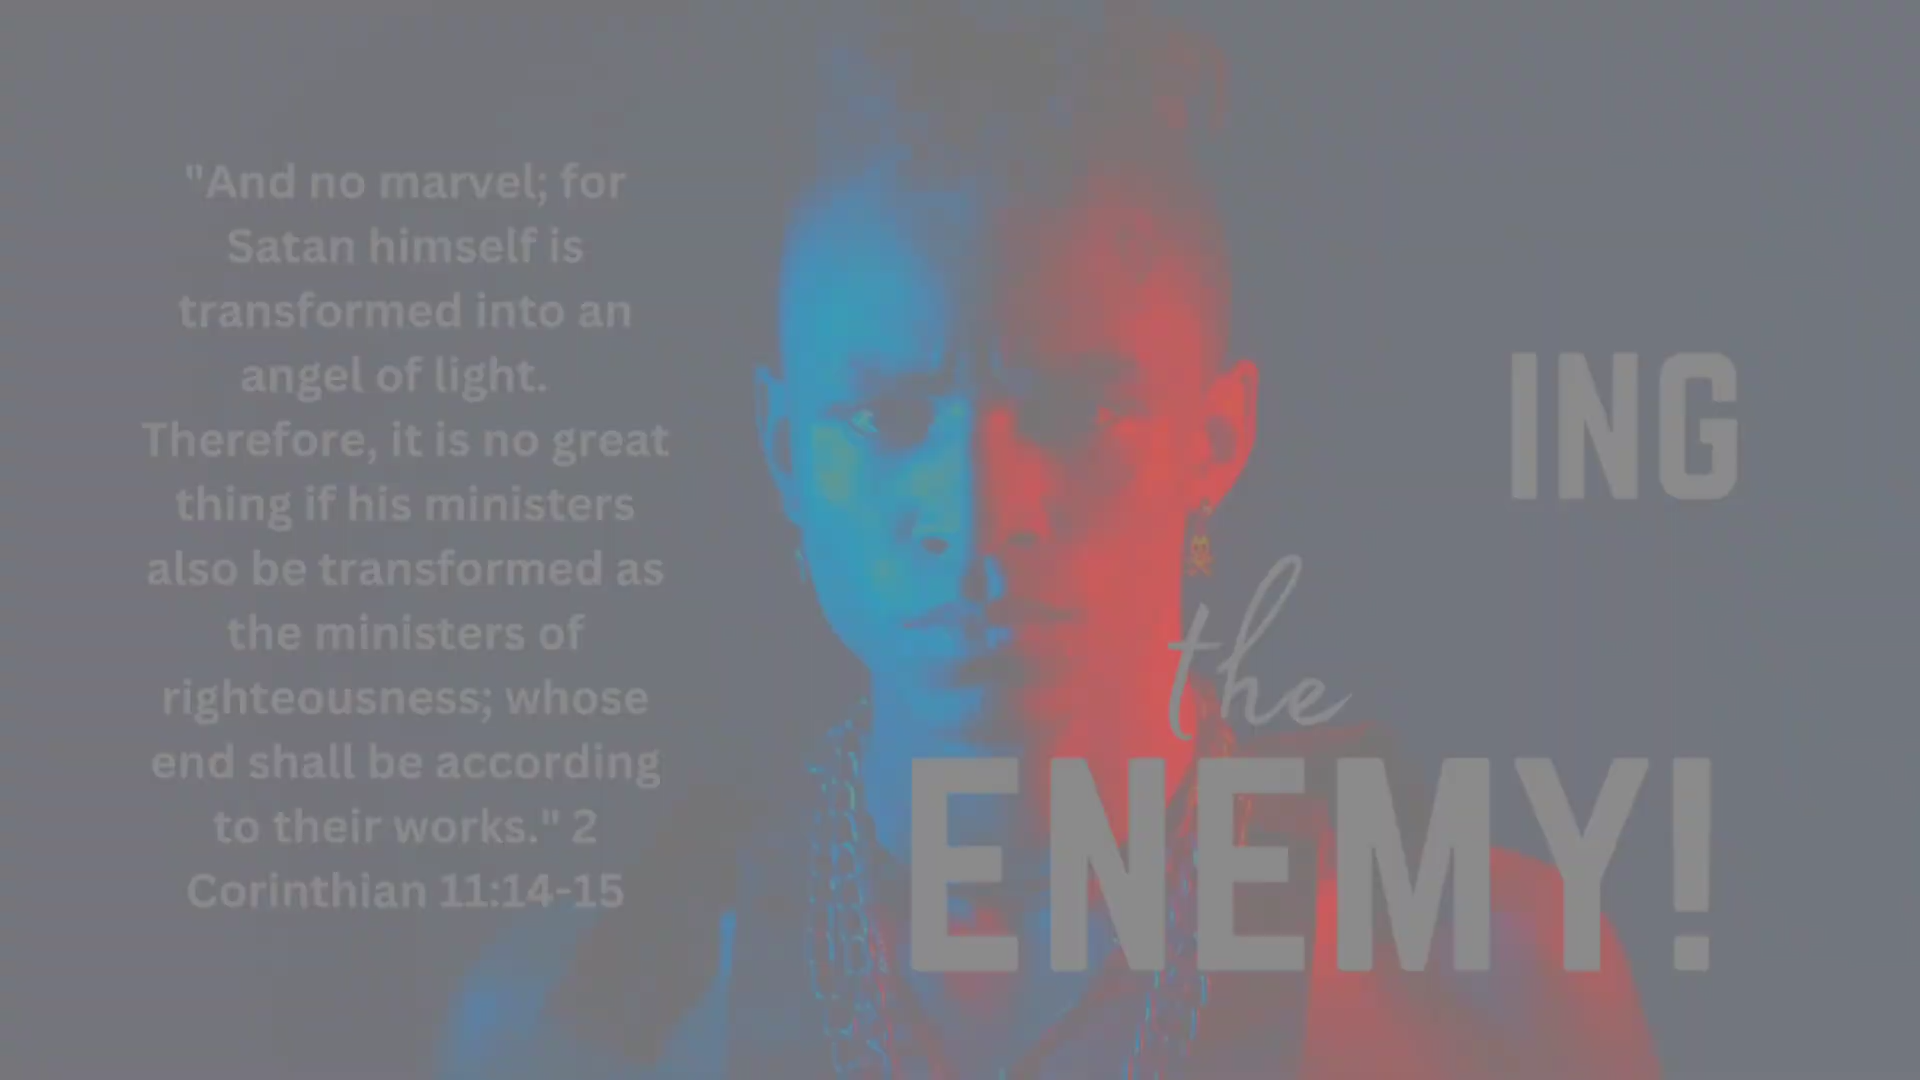 "And no marvel; for
Satan himself is
transformed into an
angel of light.
Therefore, it is no great
thing if his ministers
also be transformed as
the ministers of
righteousness; whose
end shall be according
to their works." 2
Corinthian 11:14-15
ING
the
ENEMY!